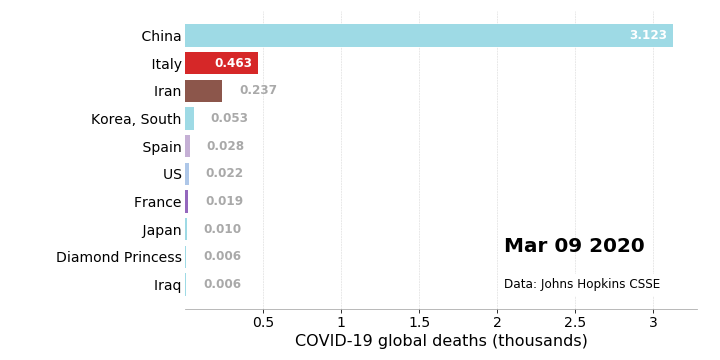 China 3.123
Italy 0.463
Iran 0.237
Korea, South 0.053
Spain 0.028
US 0.022
France 0.019
Japan 0.010
Diamond Princess 0.006
Iraq 0.006
Mar 09 2020
Data: Johns Hopkins CSSE
0.5 1 1.5 2 2.5 3
COVID-19 global deaths (thousands)